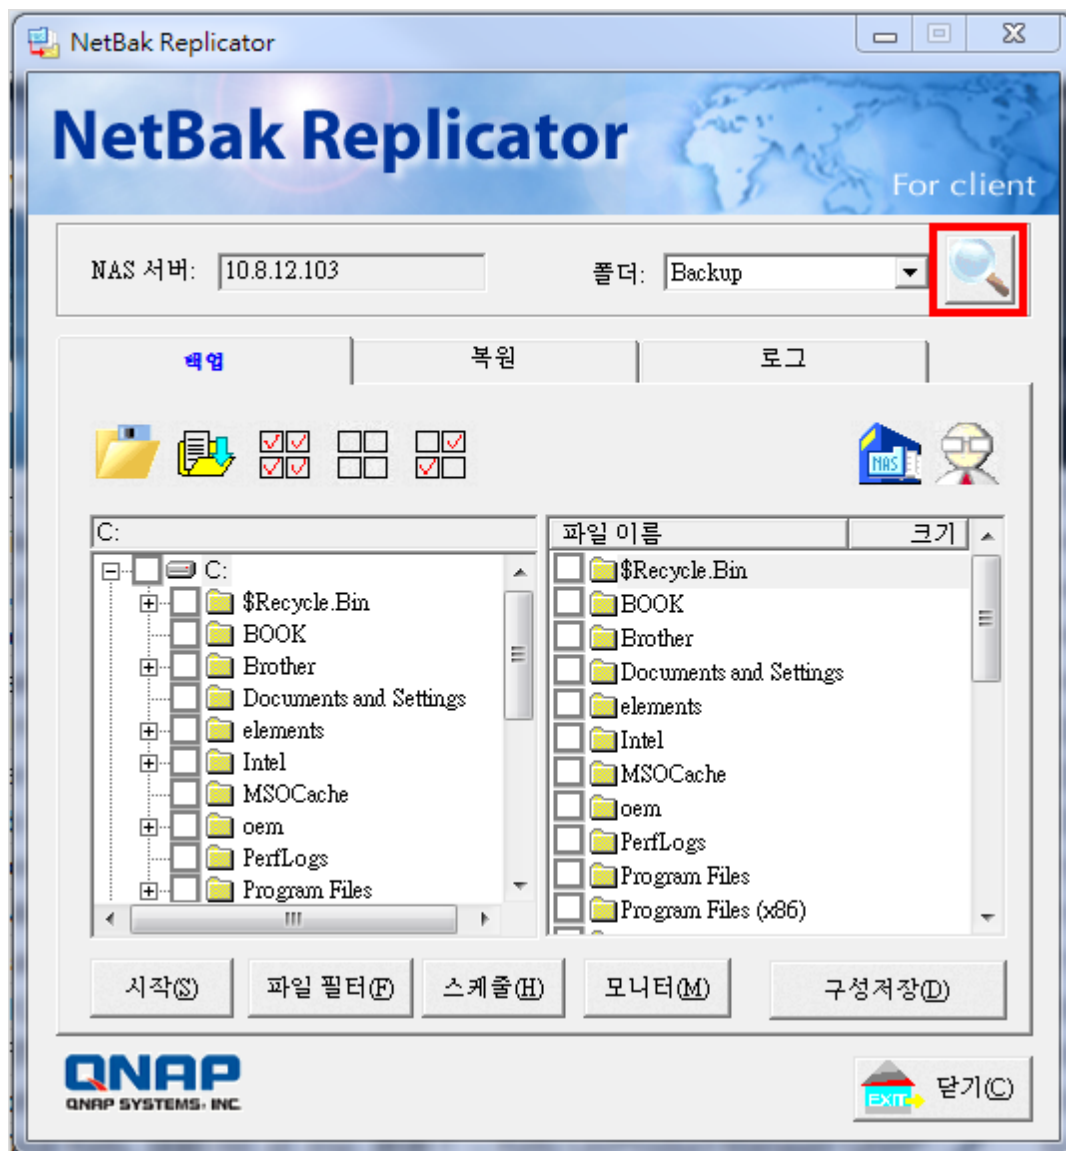 NetBak Replicator
NetBak Replicator
For client
NAS 서버: 10.8.12.103 폴더: Backup
백업 복원 로그
NAS
C: 파일 이름 크기
C:
$Recycle.Bin
BOOK
Brother
Documents and Settings
elements
Intel
MSOCache
oem
PerfLogs
Program Files
$Recycle.Bin
BOOK
Brother
Documents and Settings
elements
Intel
MSOCache
oem
PerfLogs
Program Files
Program Files (x86)
시작(S) 파일 필터(F) 스케줄(H) 모니터(M) 구성저장(D)
QNAP
QNAP SYSTEMS, INC.
EXIT 닫기(C)